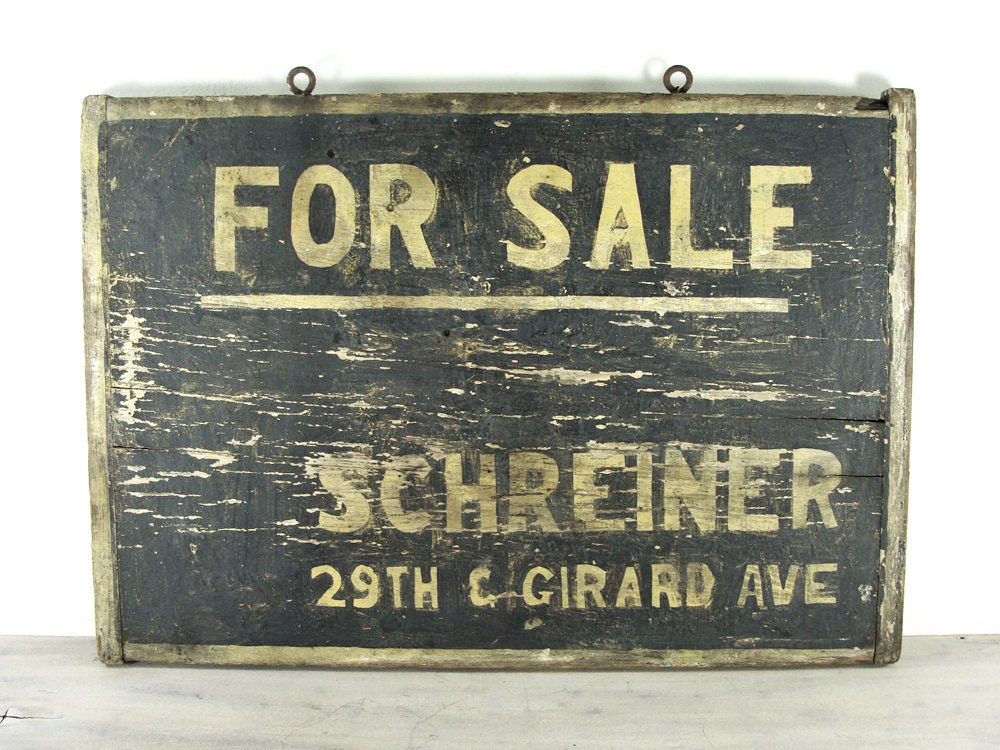 FOR SALE
SCHREINER
29TH & GIRARD AVE